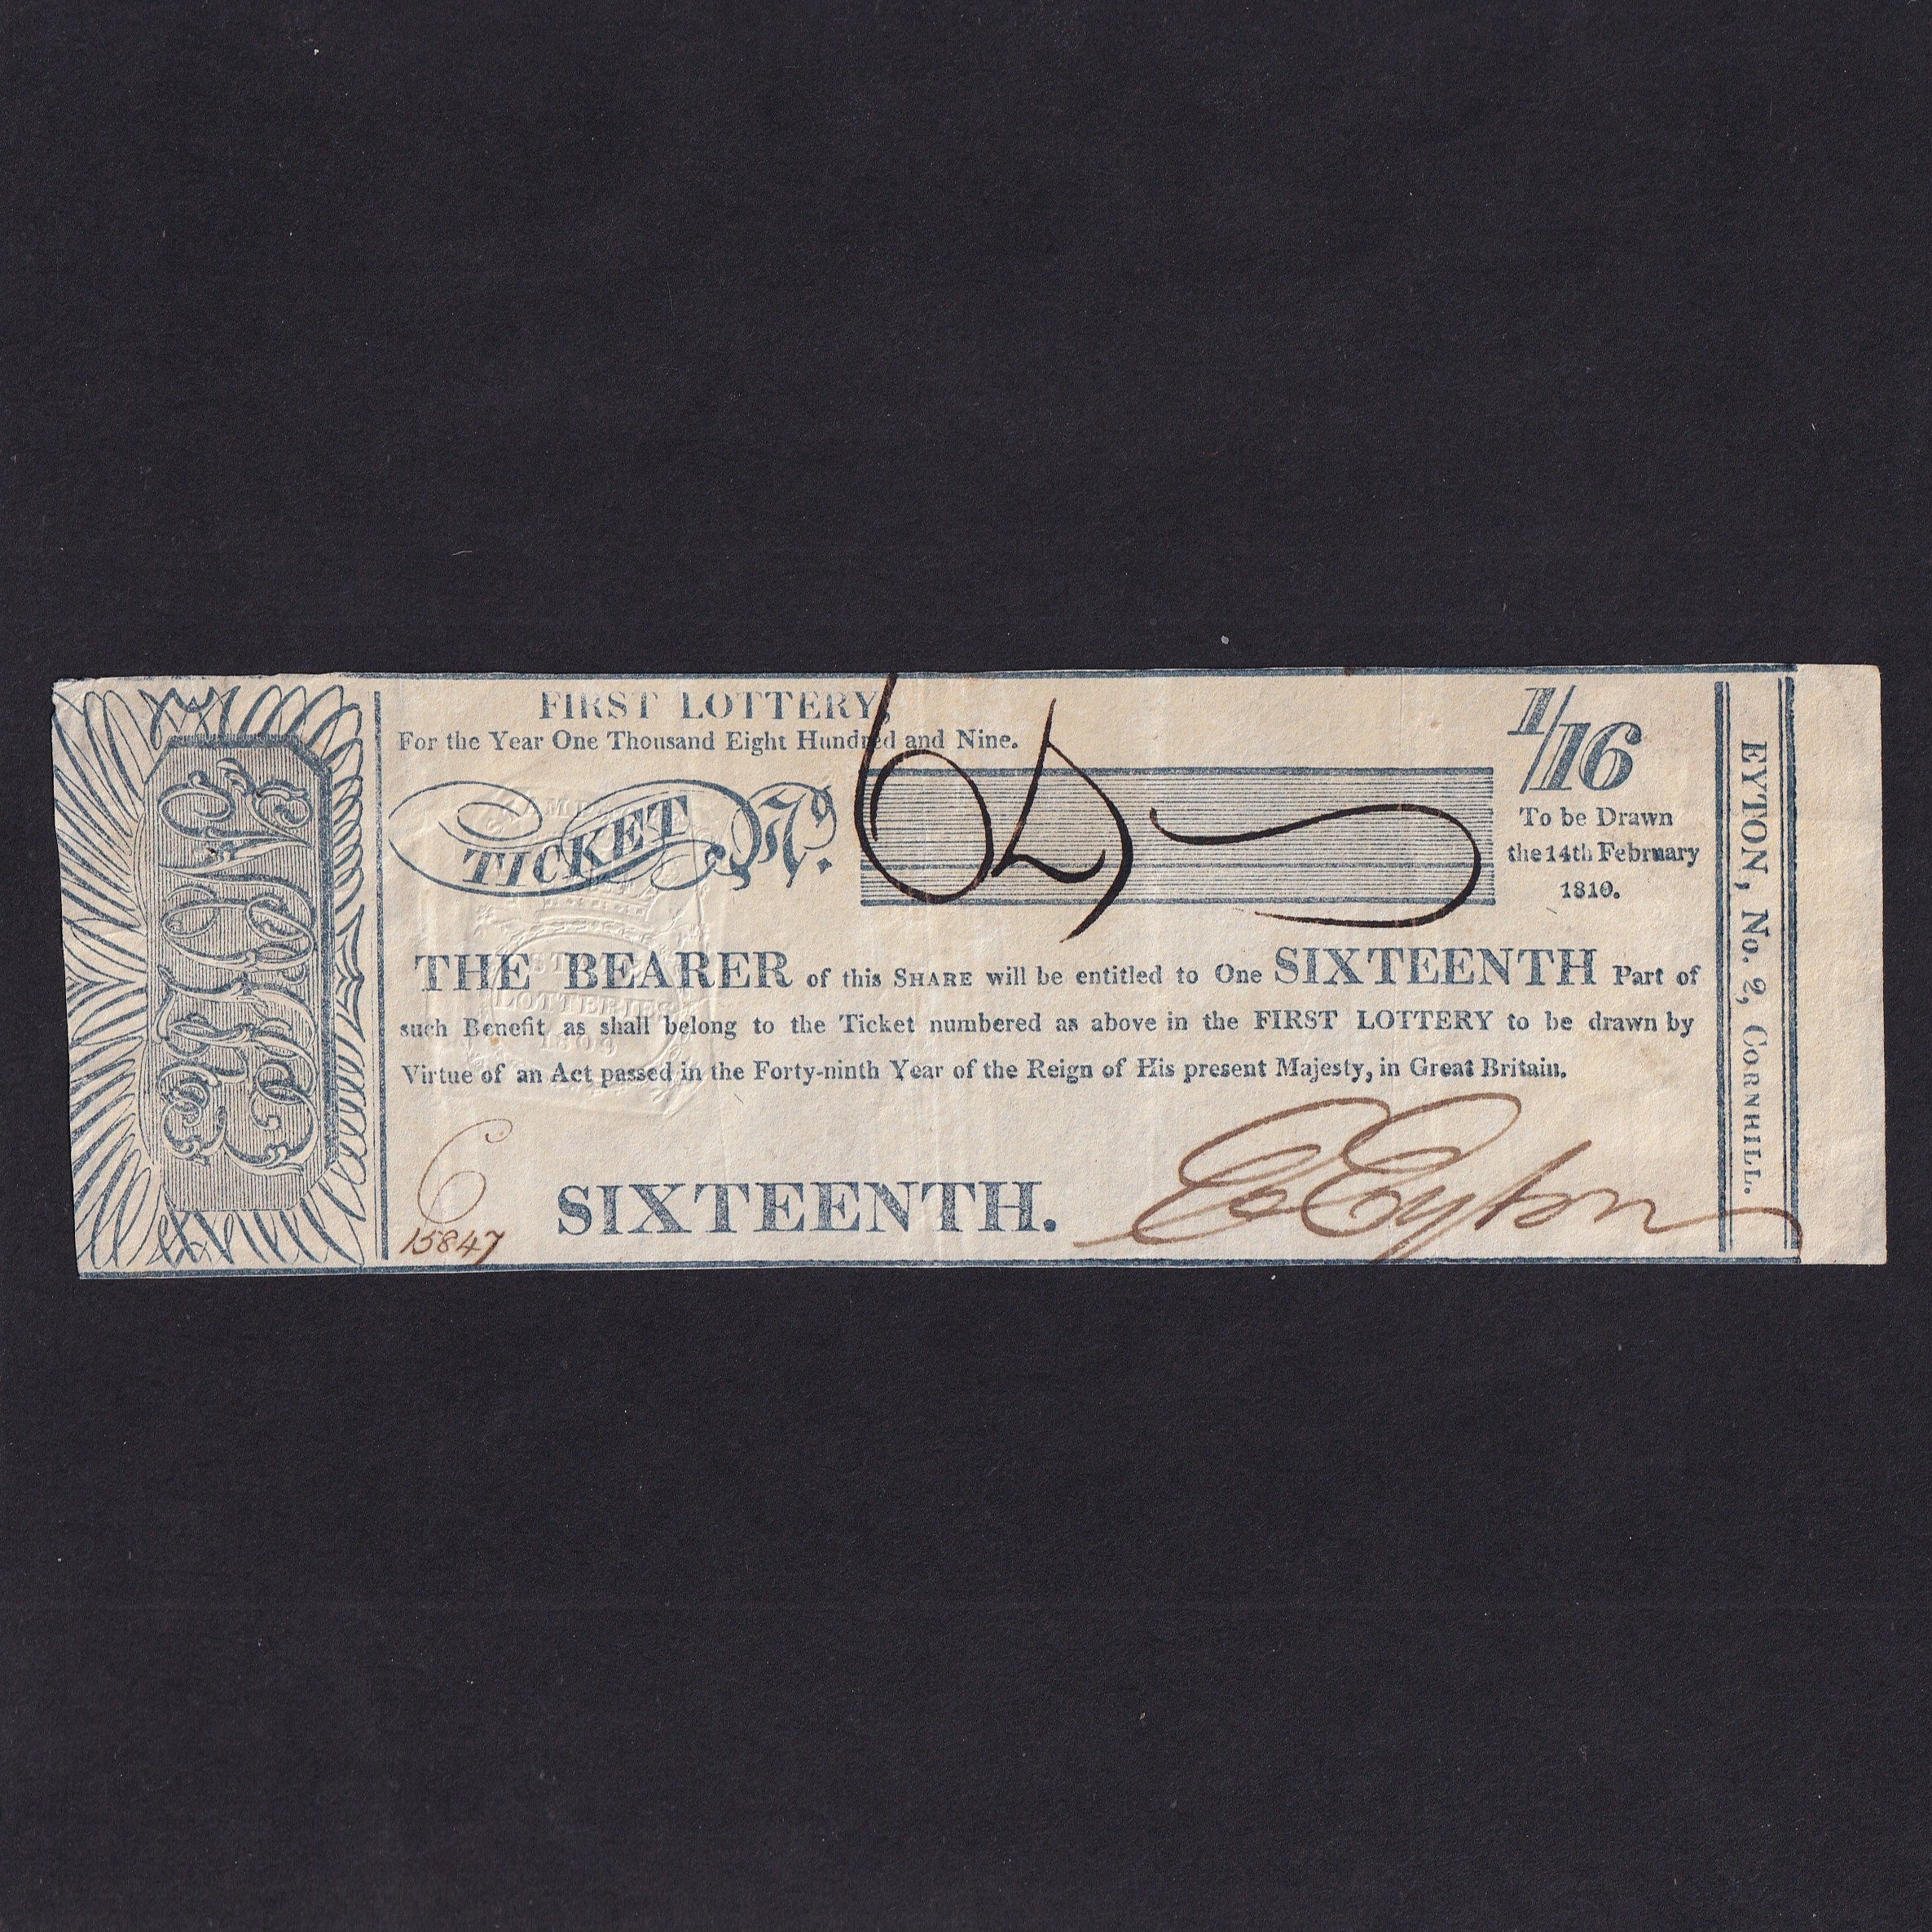 FIRST LOTTERY,
For the Year One Thousand Eight Hundred and Nine.
TICKET No.
1/16
To be Drawn
the 14th February
1810.
THE BEARER of this SHARE will be entitled to One SIXTEENTH Part of
such Benefit as shall belong to the Ticket numbered as above in the FIRST LOTTERY to be drawn by
Virtue of an Act passed in the Forty-ninth Year of the Reign of His present Majesty, in Great Britain.
LOTTERIES
1809
C
15847
SIXTEENTH.
Eyton
EYTON, No. 2, CORNHILL.